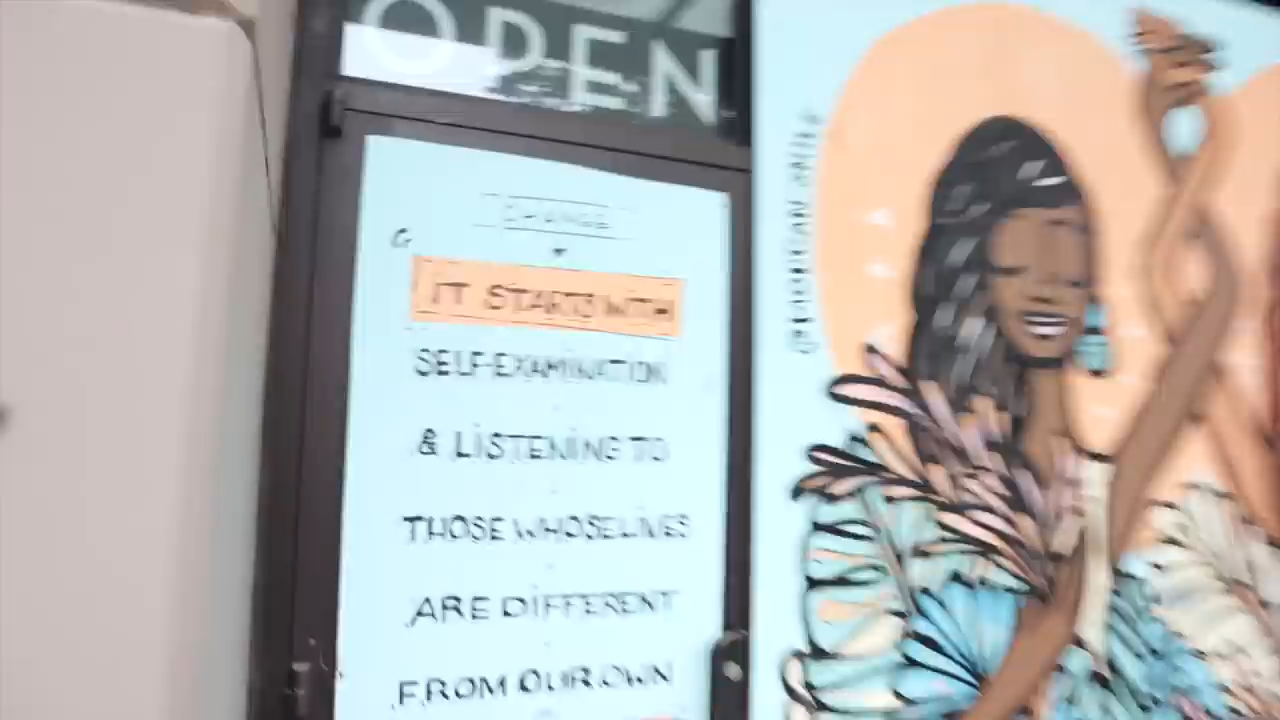 OPEN
CHANGE
IT STARTS WITH
SELF-EXAMINATION
& LISTENING TO
THOSE WHOSE LIVES
ARE DIFFERENT
FROM OUR OWN